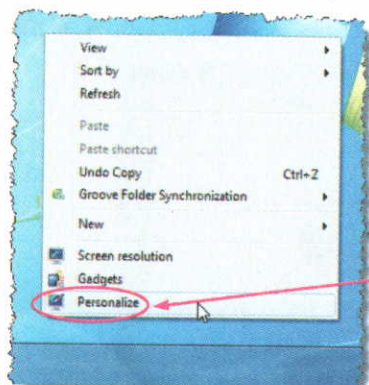 View
Sort by
Refresh
Paste
Paste shortcut
Undo Copy Ctrl+Z
Groove Folder Synchronization
New
Screen resolution
Gadgets
Personalize